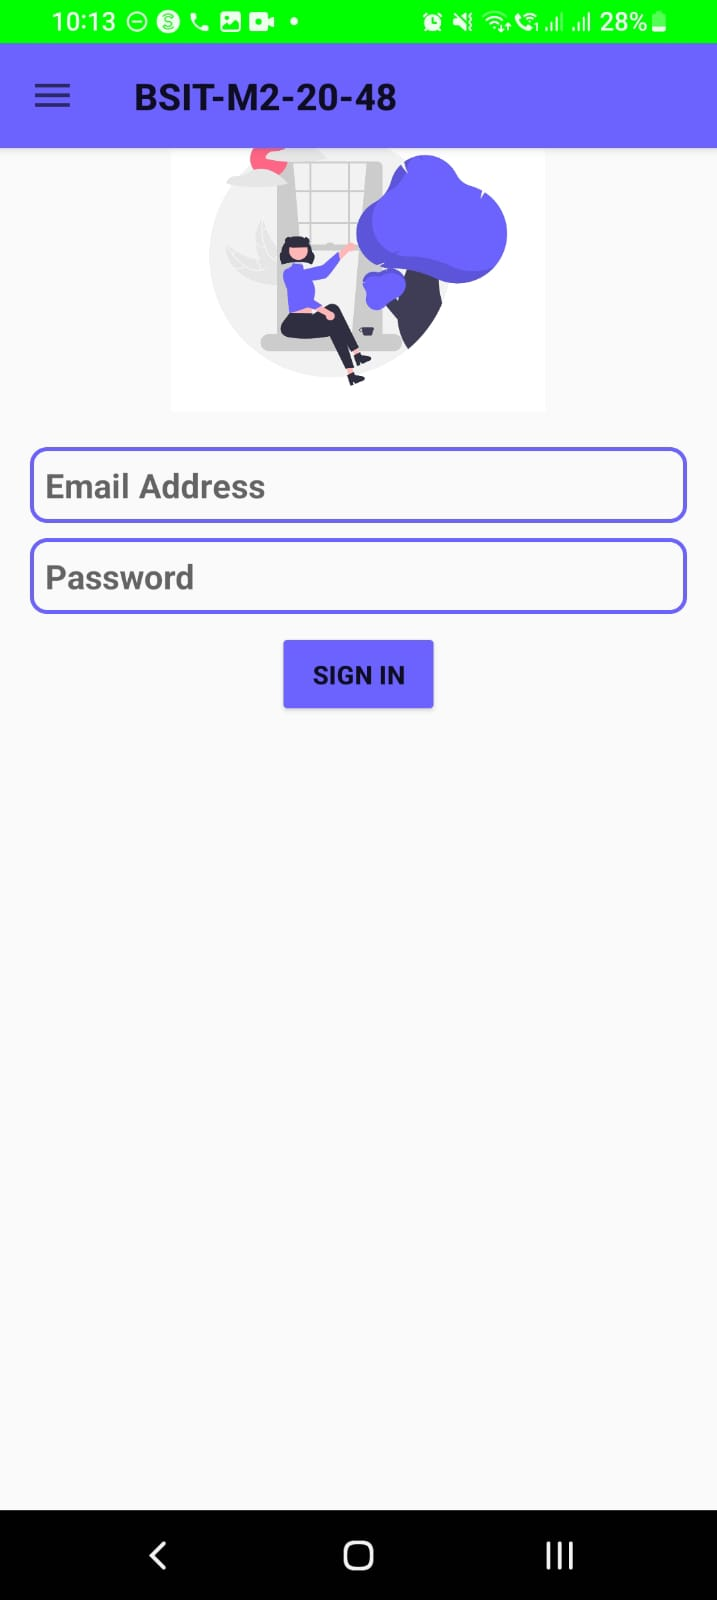 10:13 28%
BSIT-M2-20-48
Email Address
Password
SIGN IN